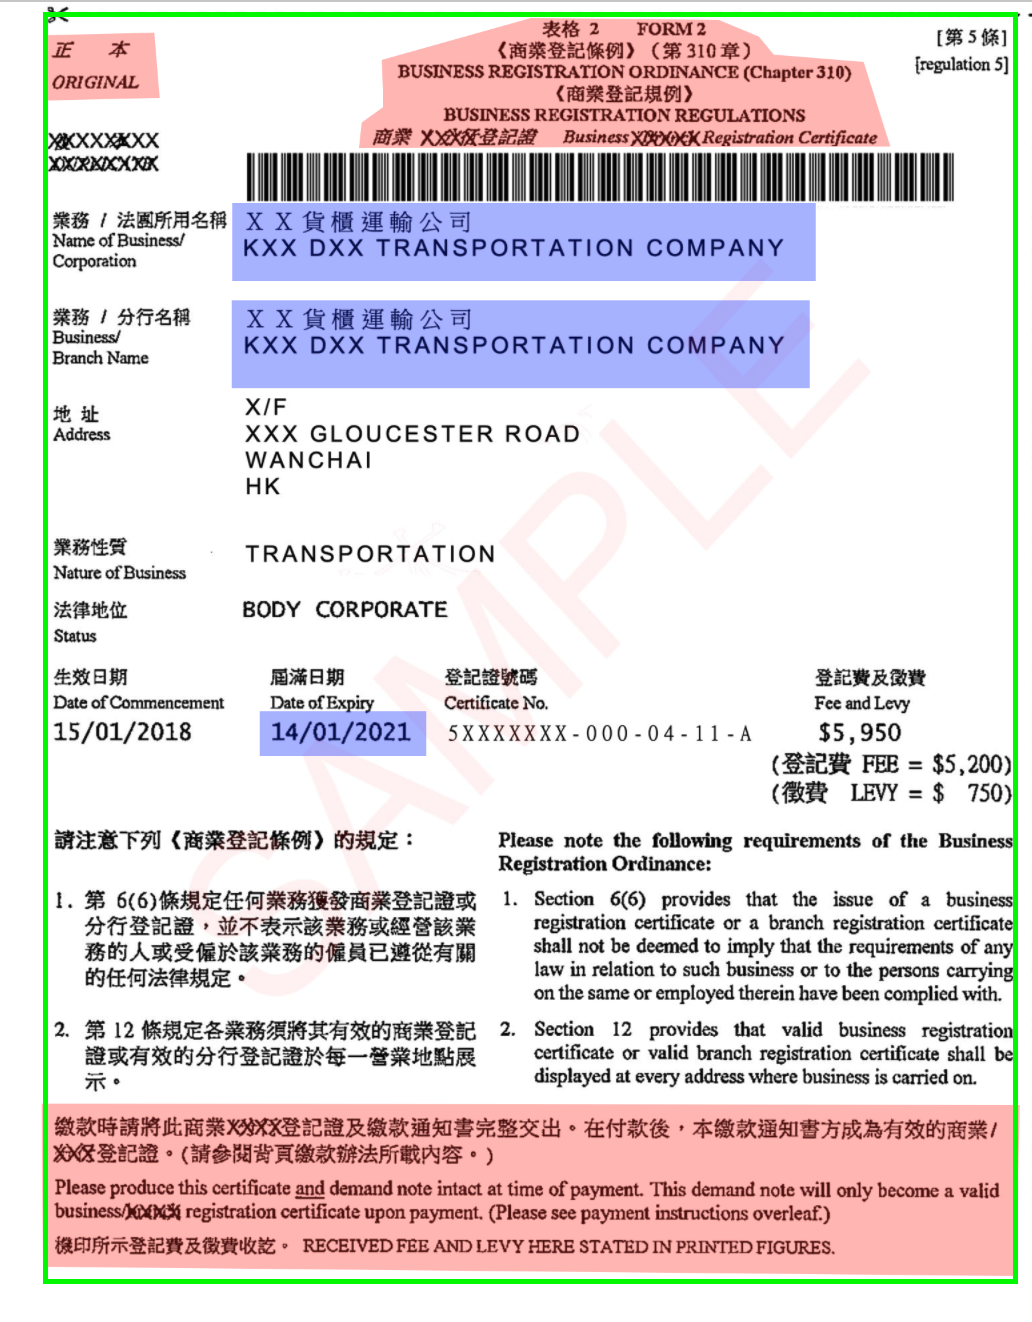 表格 2 FORM 2
[第 5 條]
正 本
《商業登記條例》（第 310 章）
[regulation 5]
BUSINESS REGISTRATION ORDINANCE (Chapter 310)
ORIGINAL
《商業登記規例》
BUSINESS REGISTRATION REGULATIONS
商業 登記證 Business Registration Certificate
業務 / 法團所用名稱
XX貨櫃運輸公司
Name of Business/
Corporation
KXX DXX TRANSPORTATION COMPANY
業務 / 分行名稱
XX貨櫃運輸公司
Business/
Branch Name
KXX DXX TRANSPORTATION COMPANY
地 址
Address
X/F
XXX GLOUCESTER ROAD
WANCHAI
HK
業務性質
Nature of Business
TRANSPORTATION
法律地位
Status
BODY CORPORATE
生效日期 屆滿日期 登記證號碼 登記費及徵費
Date of Commencement Date of Expiry Certificate No. Fee and Levy
15/01/2018 14/01/2021 5XXXXXXX-000-04-11-A $5,950
(登記費 FEE = $5,200)
(徵費 LEVY = $ 750)
SAMPLE
請注意下列《商業登記條例》的規定：
1. 第 6(6)條規定任何業務獲發商業登記證或
分行登記證，並不表示該業務或經營該業
務的人或受僱於該業務的僱員已遵從有關
的任何法律規定。
2. 第 12 條規定各業務須將其有效的商業登記
證或有效的分行登記證於每一營業地點展
示。
Please note the following requirements of the Business
Registration Ordinance:
1. Section 6(6) provides that the issue of a business
registration certificate or a branch registration certificate
shall not be deemed to imply that the requirements of any
law in relation to such business or to the persons carrying
on the same or employed therein have been complied with.
2. Section 12 provides that valid business registration
certificate or valid branch registration certificate shall be
displayed at every address where business is carried on.
繳款時請將此商業登記證及繳款通知書完整交出。在付款後，本繳款通知書方成為有效的商業/
登記證。(請參閱背頁繳款辦法所載內容。)
Please produce this certificate and demand note intact at time of payment. This demand note will only become a valid
business/ registration certificate upon payment. (Please see payment instructions overleaf.)
機印所示登記費及徵費收訖。 RECEIVED FEE AND LEVY HERE STATED IN PRINTED FIGURES.